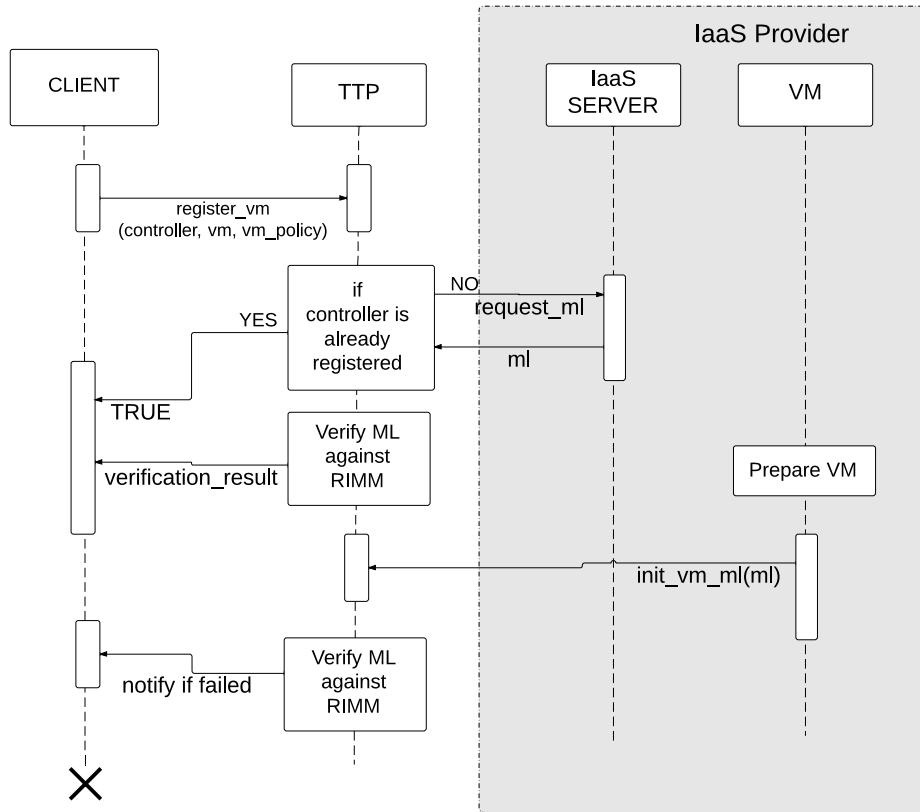 IaaS Provider
CLIENT
TTP
IaaS
SERVER
VM
register_vm
(controller, vm, vm_policy)
if
controller is
already
registered
NO
request_ml
YES
ml
TRUE
Verify ML
against
RIMM
verification_result
Prepare VM
init_vm_ml(ml)
Verify ML
against
RIMM
notify if failed